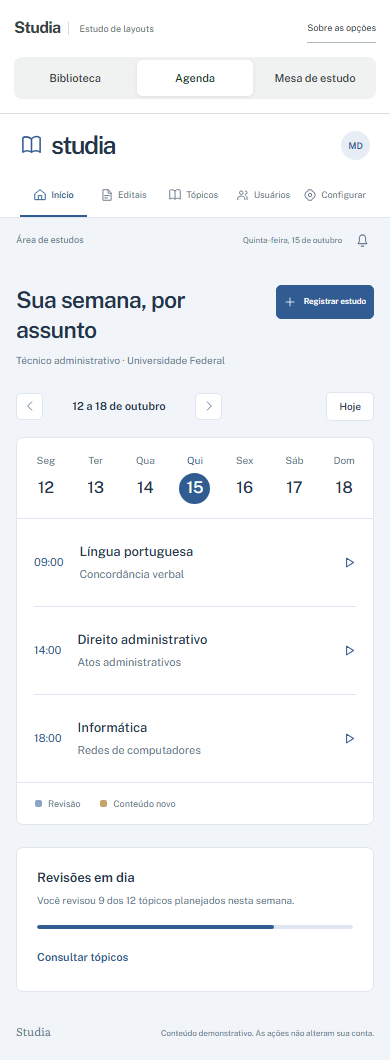 Studia Estudo de layouts Sobre as opções
Biblioteca Agenda Mesa de estudo
studia MD
Início Editais Tópicos Usuários Configurar
Área de estudos Quinta-feira, 15 de outubro
Sua semana, por
assunto
Registrar estudo
Técnico administrativo · Universidade Federal
12 a 18 de outubro Hoje
Seg Ter Qua Qui Sex Sáb Dom
12 13 14 15 16 17 18
09:00 Língua portuguesa
Concordância verbal
14:00 Direito administrativo
Atos administrativos
18:00 Informática
Redes de computadores
Revisão Conteúdo novo
Revisões em dia
Você revisou 9 dos 12 tópicos planejados nesta semana.
Consultar tópicos
Studia Conteúdo demonstrativo. As ações não alteram sua conta.